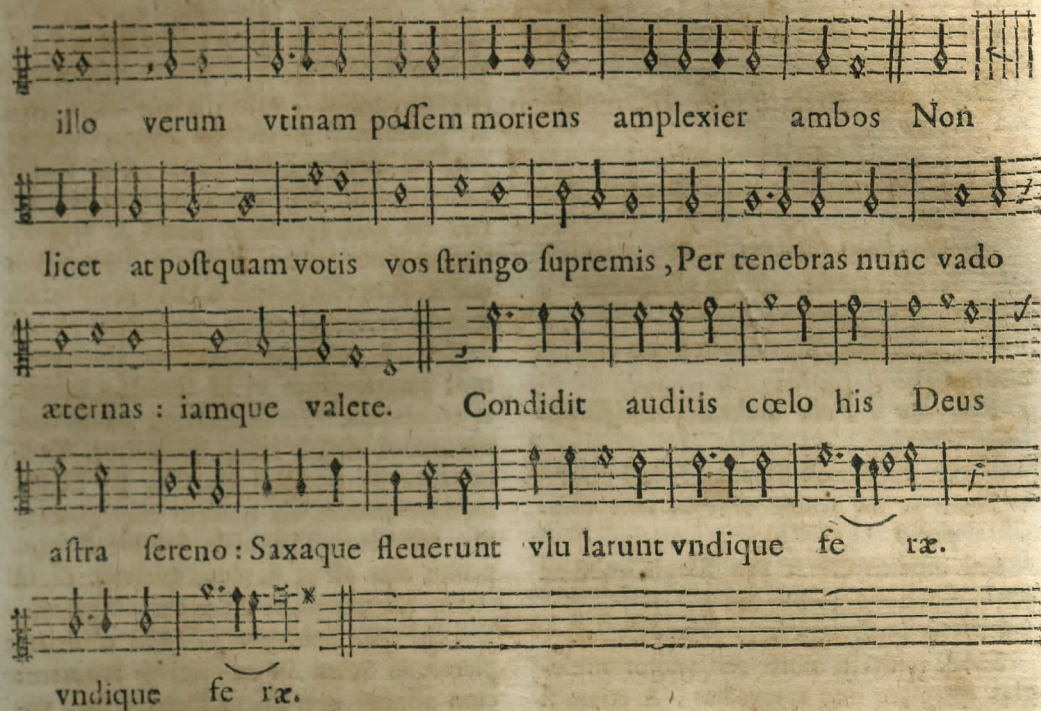 illo verum vtinam poſſem moriens amplexier ambos Non
licet at poſtquam votis vos ſtringo ſupremis , Per tenebras nunc vado
æternas : iamque valete. Condidit auditis cœlo his Deus
aſtra ſereno : Saxaque fleuerunt vlu larunt vndique fe ræ.
vndique fe ræ.